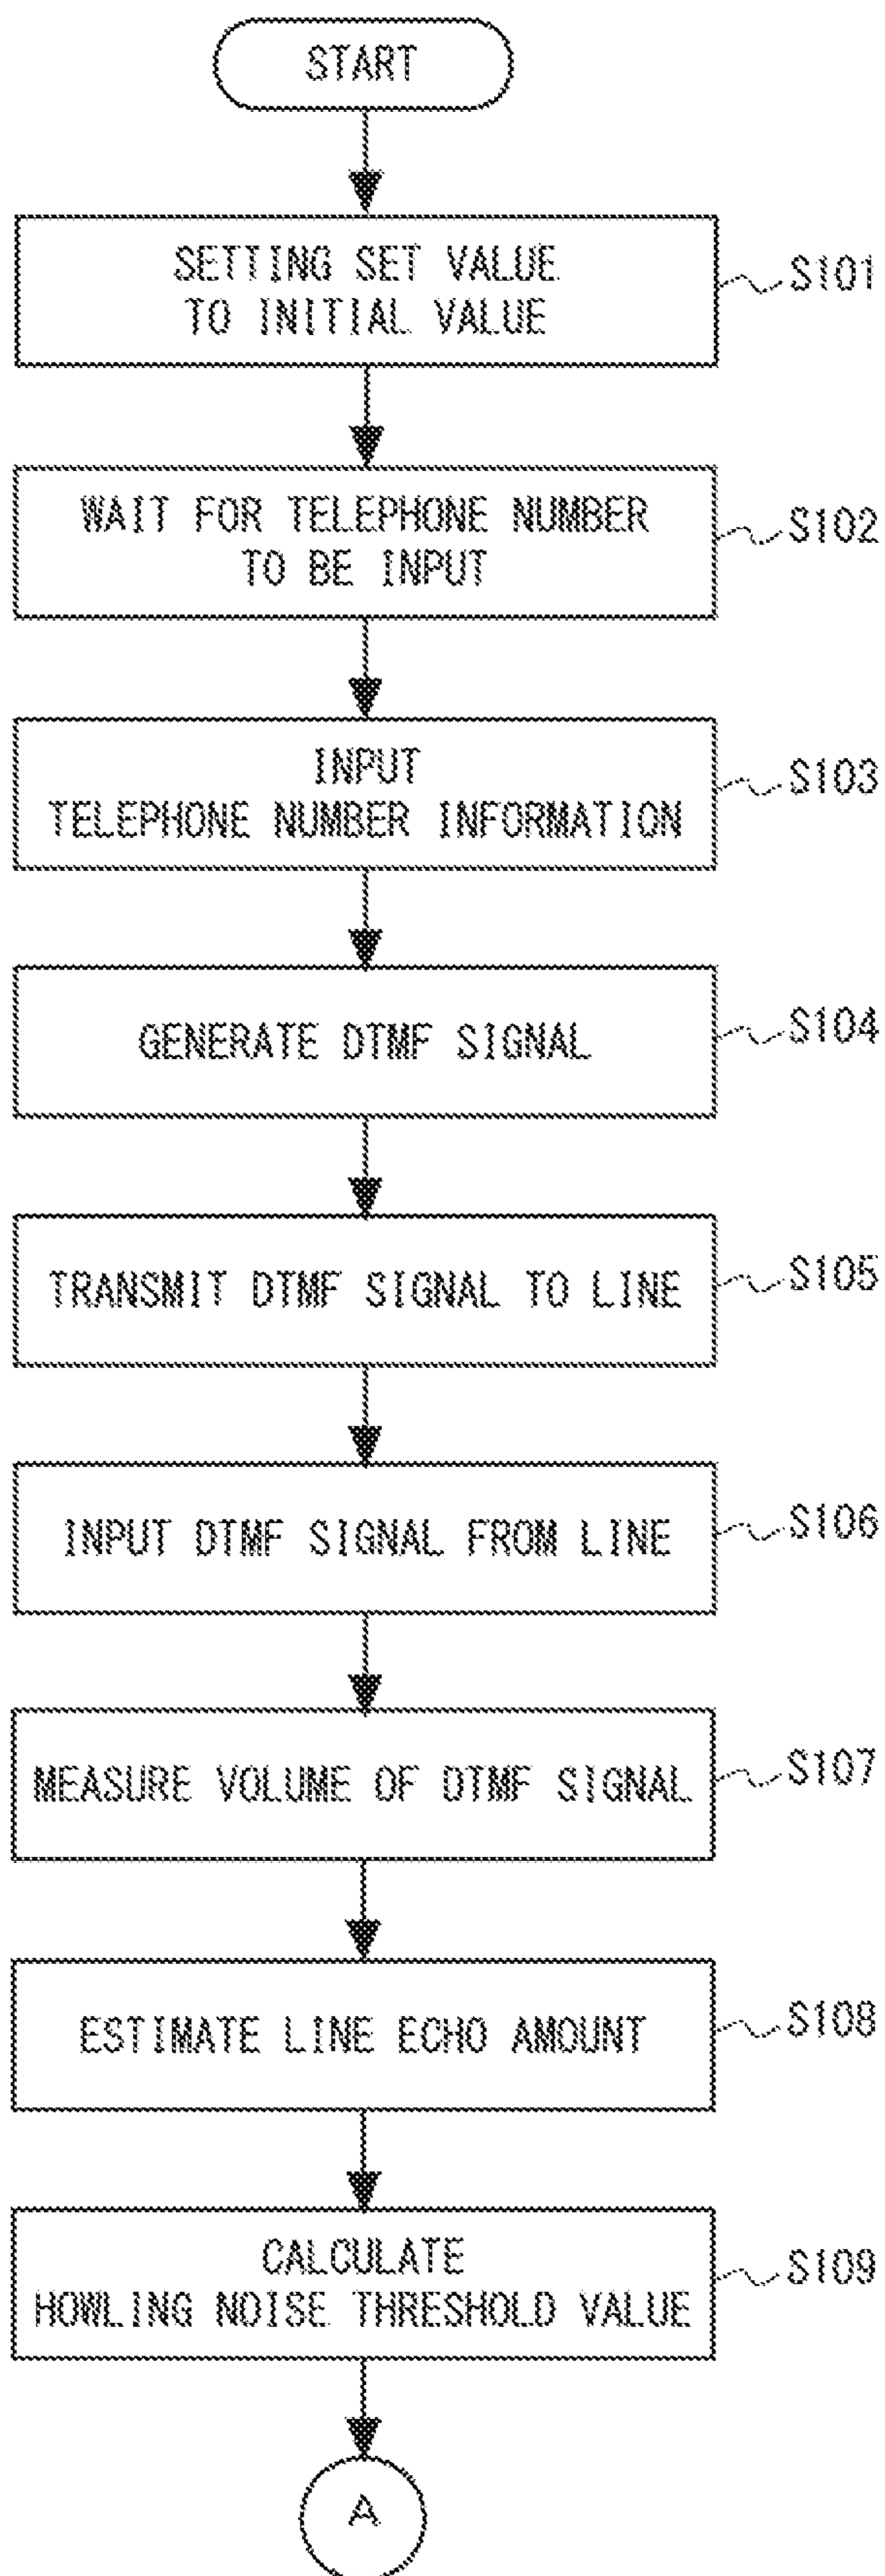 START
SETTING SET VALUE
TO INITIAL VALUE
S101
WAIT FOR TELEPHONE NUMBER
TO BE INPUT
S102
INPUT
TELEPHONE NUMBER INFORMATION
S103
GENERATE DTMF SIGNAL
S104
TRANSMIT DTMF SIGNAL TO LINE
S105
INPUT DTMF SIGNAL FROM LINE
S106
MEASURE VOLUME OF DTMF SIGNAL
S107
ESTIMATE LINE ECHO AMOUNT
S108
CALCULATE
HOWLING NOISE THRESHOLD VALUE
S109
A